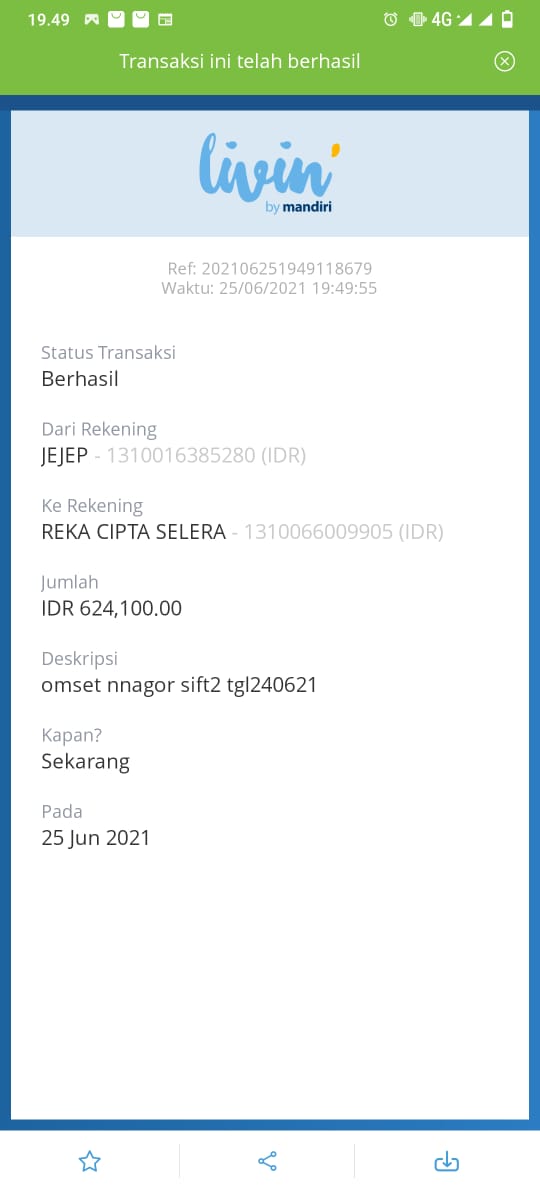 19.49
4G
Transaksi ini telah berhasil
livin'
by mandiri
Ref: 202106251949118679
Waktu: 25/06/2021 19:49:55
Status Transaksi
Berhasil
Dari Rekening
JEJEP - 1310016385280 (IDR)
Ke Rekening
REKA CIPTA SELERA - 1310066009905 (IDR)
Jumlah
IDR 624,100.00
Deskripsi
omset nnagor sift2 tgl240621
Kapan?
Sekarang
Pada
25 Jun 2021